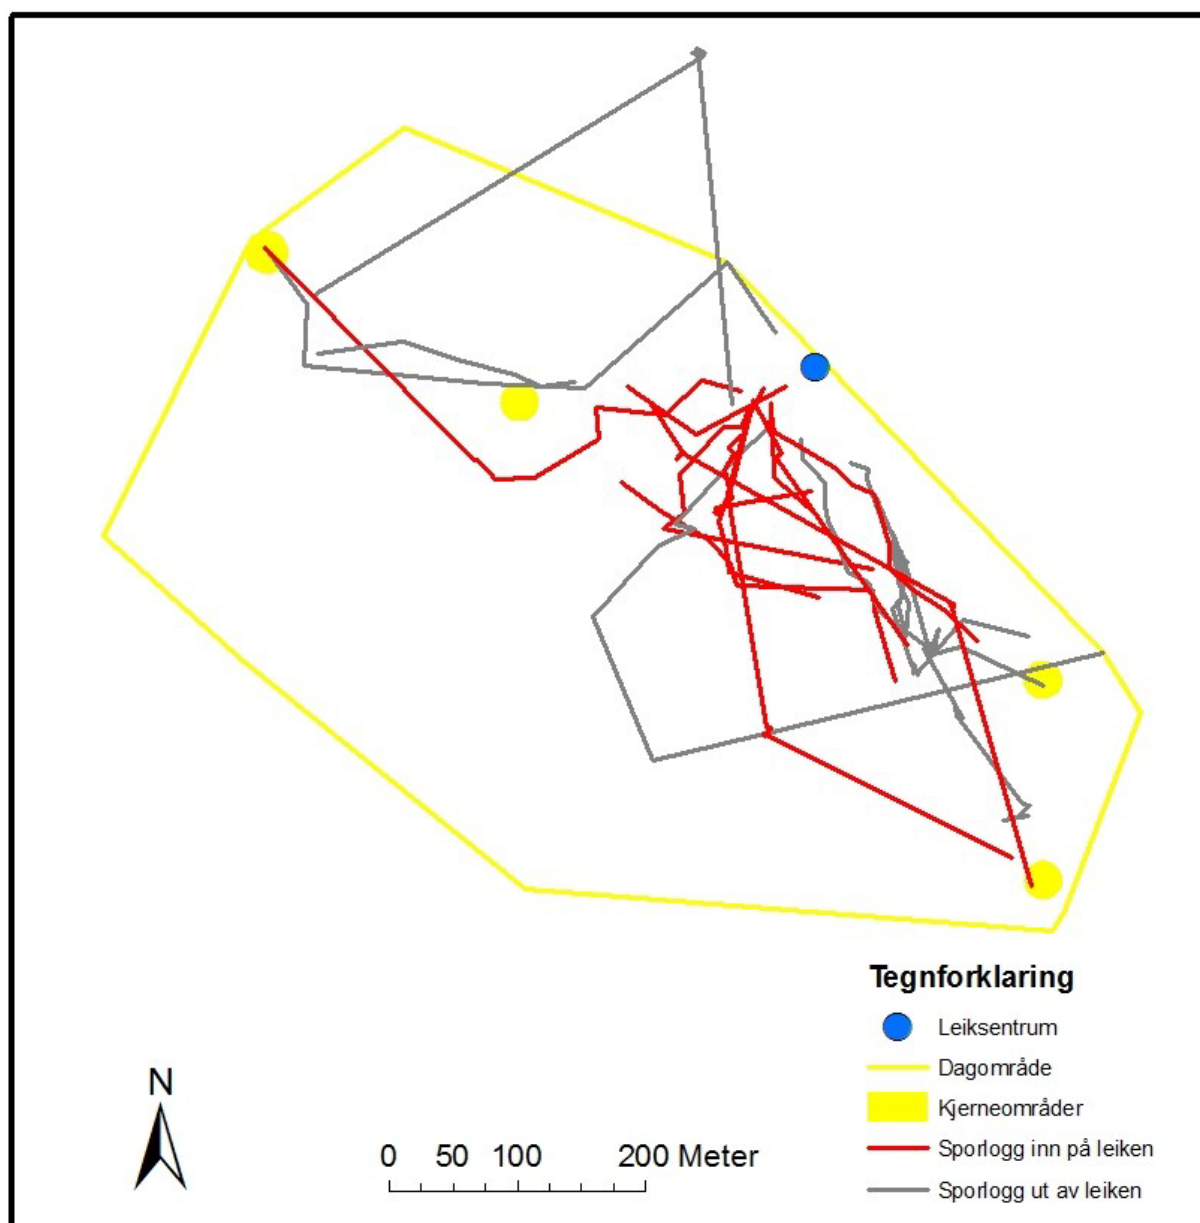 Tegnforklaring
Leiksentrum
Dagområde
Kjerneområder
Sporlogg inn på leiken
Sporlogg ut av leiken
N
0 50 100 200 Meter